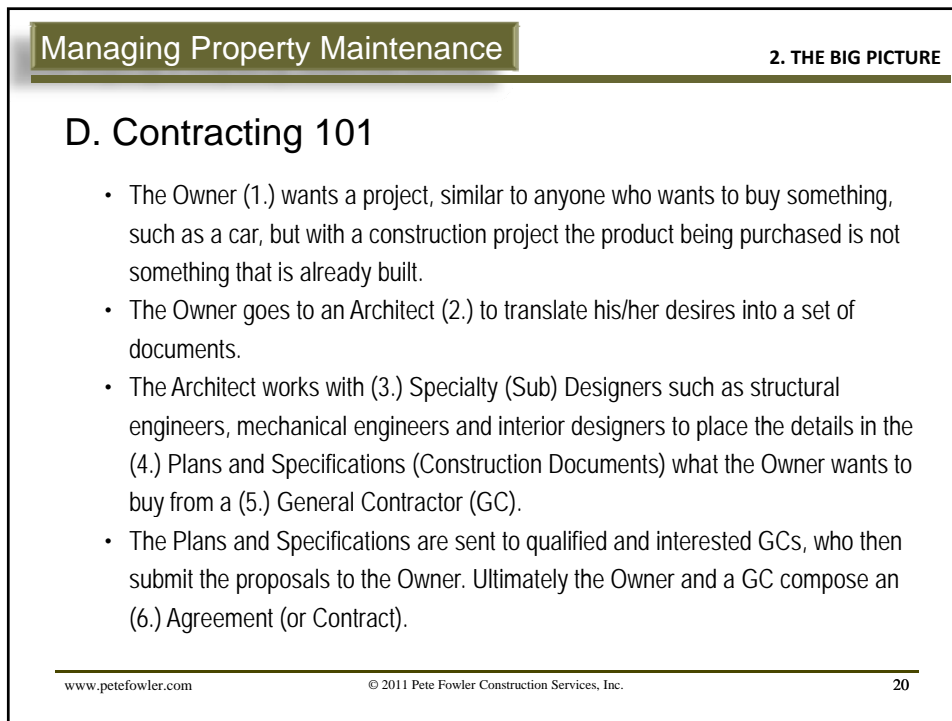 Managing Property Maintenance
2. THE BIG PICTURE
D. Contracting 101
• The Owner (1.) wants a project, similar to anyone who wants to buy something,
such as a car, but with a construction project the product being purchased is not
something that is already built.
• The Owner goes to an Architect (2.) to translate his/her desires into a set of
documents.
• The Architect works with (3.) Specialty (Sub) Designers such as structural
engineers, mechanical engineers and interior designers to place the details in the
(4.) Plans and Specifications (Construction Documents) what the Owner wants to
buy from a (5.) General Contractor (GC).
• The Plans and Specifications are sent to qualified and interested GCs, who then
submit the proposals to the Owner. Ultimately the Owner and a GC compose an
(6.) Agreement (or Contract).
www.petefowler.com © 2011 Pete Fowler Construction Services, Inc. 20